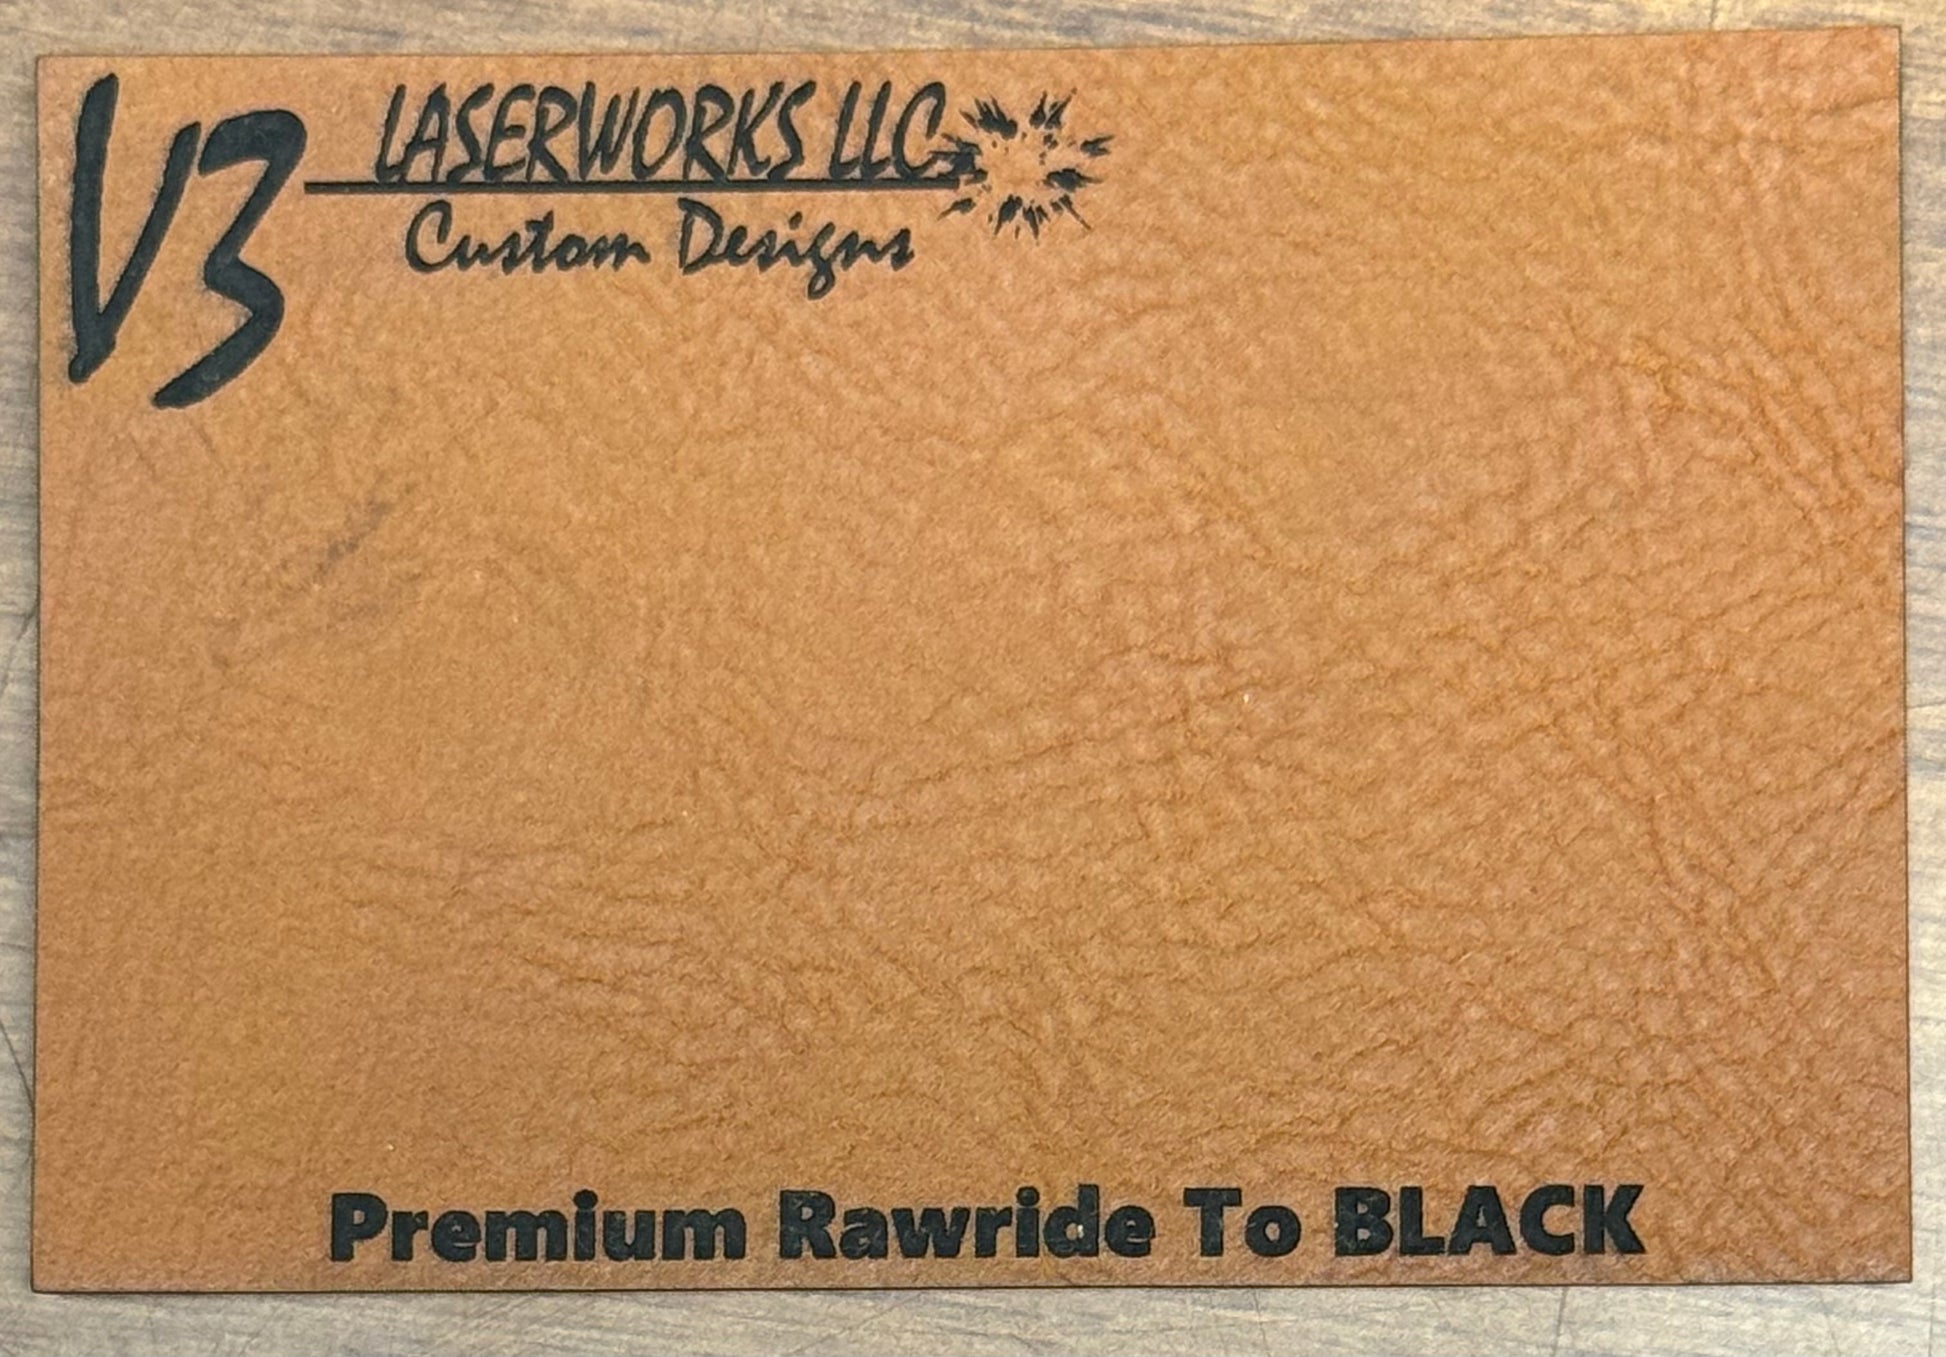 V3
LASERWORKS LLC
Custom Designs
Premium Rawride To BLACK